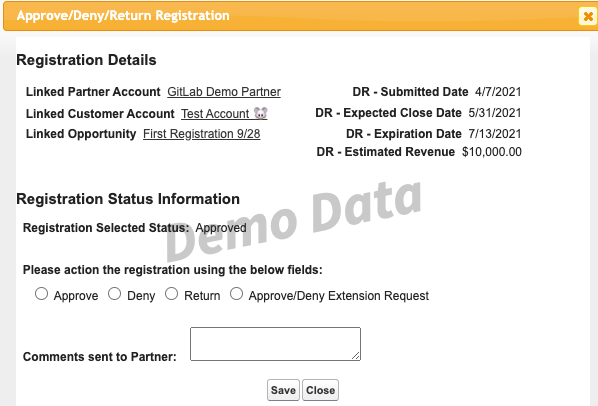 Approve/Deny/Return Registration
Registration Details
Linked Partner Account GitLab Demo Partner
DR - Submitted Date 4/7/2021
Linked Customer Account Test Account 🐭
DR - Expected Close Date 5/31/2021
Linked Opportunity First Registration 9/28
DR - Expiration Date 7/13/2021
DR - Estimated Revenue $10,000.00
Registration Status Information
Registration Selected Status: Approved
Demo Data
Please action the registration using the below fields:
Approve Deny Return Approve/Deny Extension Request
Comments sent to Partner:
Save Close